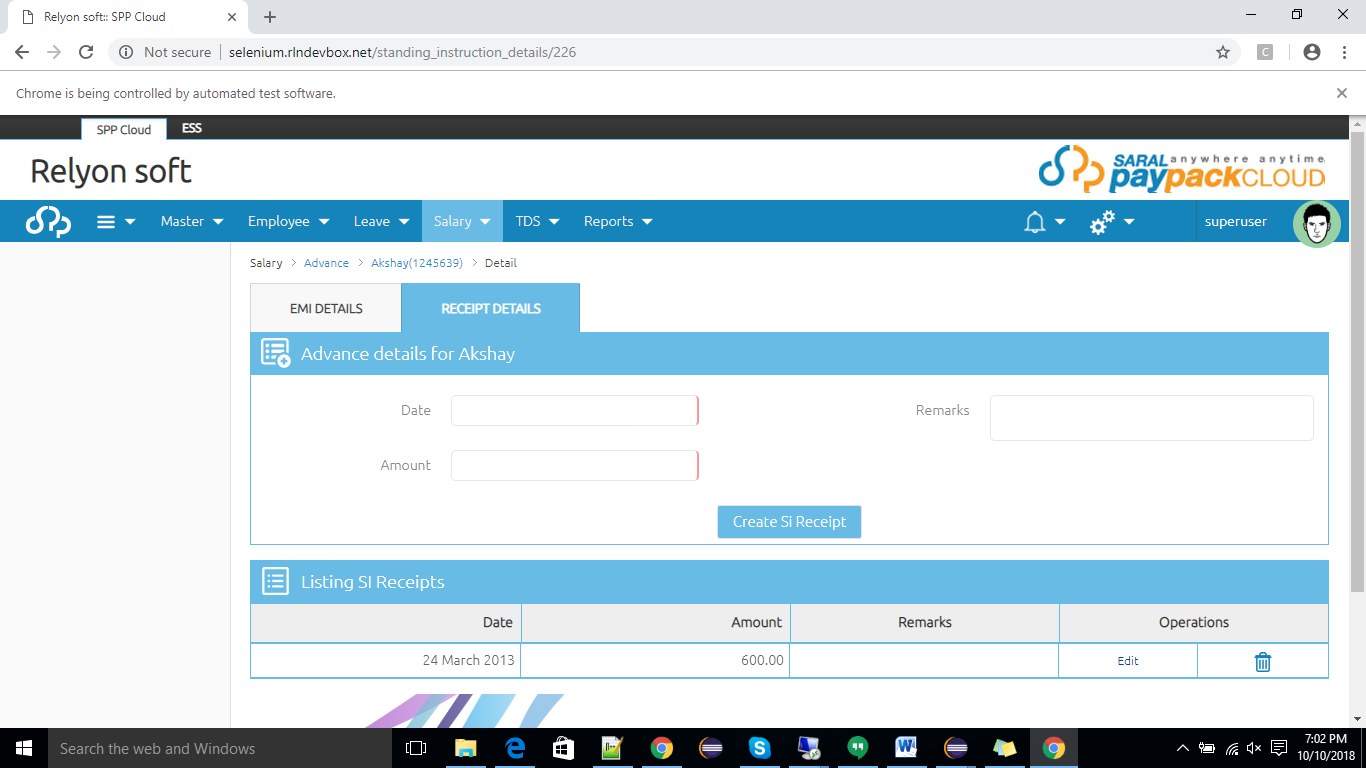 Relyon soft:: SPP Cloud
Not secure
selenium.rlndevbox.net/standing_instruction_details/226
C
Chrome is being controlled by automated test software.
SPP Cloud
ESS
Relyon soft
SARAL anywhere anytime
paypackCLOUD
Master
Employee
Leave
Salary
TDS
Reports
superuser
Salary > Advance > Akshay(1245639) > Detail
EMI DETAILS
RECEIPT DETAILS
Advance details for Akshay
Date
Remarks
Amount
Create Si Receipt
Listing SI Receipts
Date Amount Remarks Operations
24 March 2013 600.00 Edit
Search the web and Windows
7:02 PM
10/10/2018